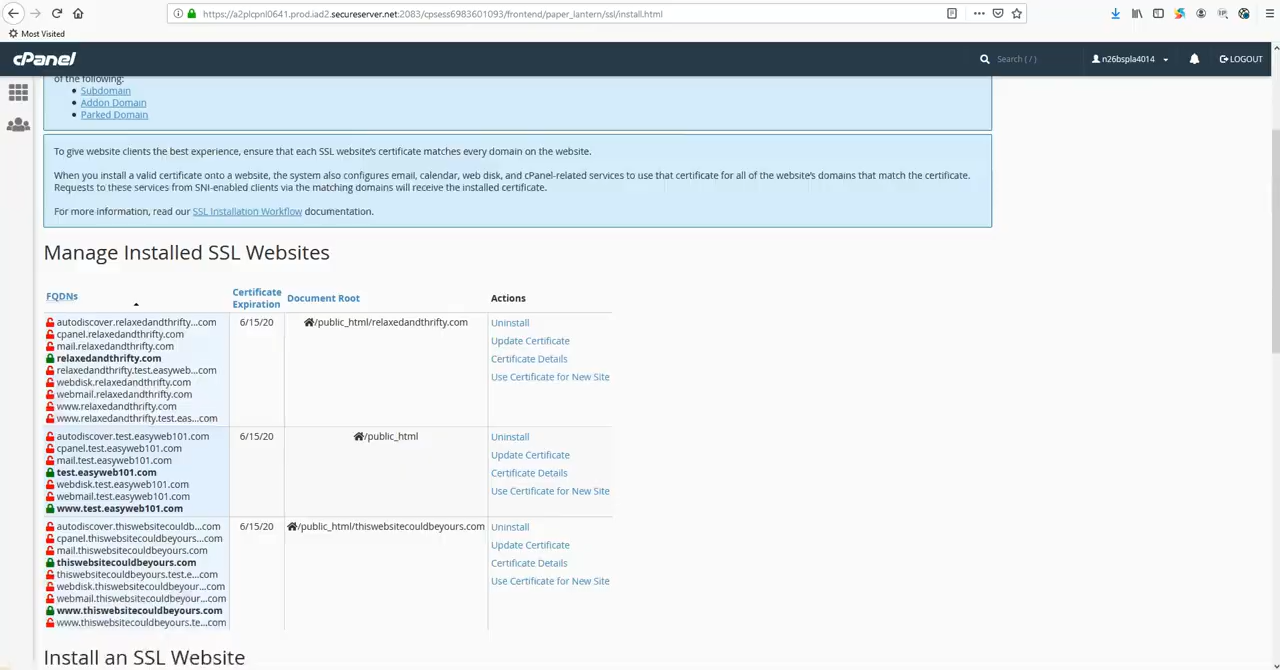 https://a2plcpnl0641.prod.iad2.secureserver.net:2083/cpsess6983601093/frontend/paper_lantern/ssl/install.html
Most Visited
cPanel
Search ( / )
n26bspla4014
LOGOUT
of the following:
Subdomain
Addon Domain
Parked Domain
To give website clients the best experience, ensure that each SSL website's certificate matches every domain on the website.
When you install a valid certificate onto a website, the system also configures email, calendar, web disk, and cPanel-related services to use that certificate for all of the website's domains that match the certificate.
Requests to these services from SNI-enabled clients via the matching domains will receive the installed certificate.
For more information, read our SSL Installation Workflow documentation.
Manage Installed SSL Websites
FQDNs
Certificate Expiration
Document Root
Actions
autodiscover.relaxedandthrifty...com
cpanel.relaxedandthrifty.com
mail.relaxedandthrifty.com
relaxedandthrifty.com
relaxedandthrifty.test.easyweb...com
webdisk.relaxedandthrifty.com
webmail.relaxedandthrifty.com
www.relaxedandthrifty.com
www.relaxedandthrifty.test.eas...com
6/15/20
/public_html/relaxedandthrifty.com
Uninstall
Update Certificate
Certificate Details
Use Certificate for New Site
autodiscover.test.easyweb101.com
cpanel.test.easyweb101.com
mail.test.easyweb101.com
test.easyweb101.com
webdisk.test.easyweb101.com
webmail.test.easyweb101.com
www.test.easyweb101.com
6/15/20
/public_html
Uninstall
Update Certificate
Certificate Details
Use Certificate for New Site
autodiscover.thiswebsitecouldb...com
cpanel.thiswebsitecouldbeyours...com
mail.thiswebsitecouldbeyours.com
thiswebsitecouldbeyours.com
thiswebsitecouldbeyours.test.e...com
webdisk.thiswebsitecouldbeyour...com
webmail.thiswebsitecouldbeyour...com
www.thiswebsitecouldbeyours.com
www.thiswebsitecouldbeyours.te...com
6/15/20
/public_html/thiswebsitecouldbeyours.com
Uninstall
Update Certificate
Certificate Details
Use Certificate for New Site
Install an SSL Website